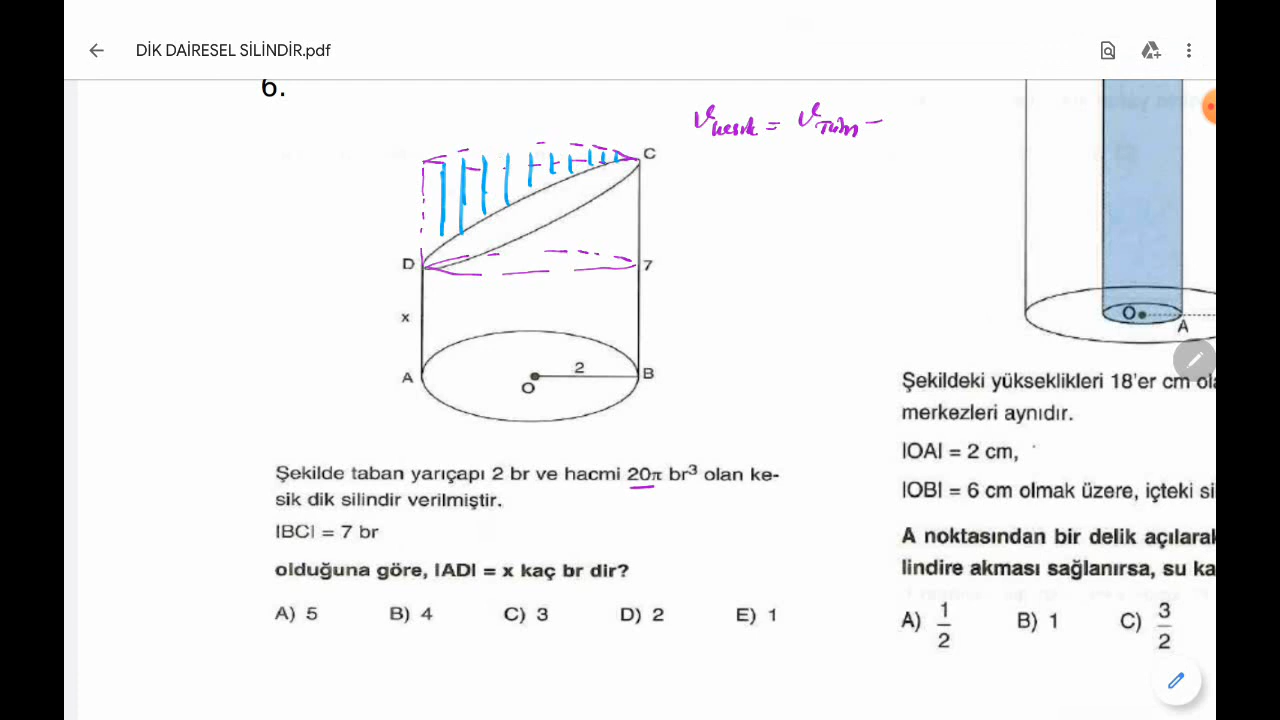 DİK DAİRESEL SİLİNDİR.pdf
6.
V kesik = V Tüm −
C
D
7
x
2
A
B
O
Şekilde taban yarıçapı 2 br ve hacmi 20π br³ olan ke-
sik dik silindir verilmiştir.
|BC| = 7 br
olduğuna göre, |AD| = x kaç br dir?
A) 5 B) 4 C) 3 D) 2 E) 1
O
A
Şekildeki yükseklikleri 18'er cm ola
merkezleri aynıdır.
|OA| = 2 cm,
|OB| = 6 cm olmak üzere, içteki si
A noktasından bir delik açılarak
lindire akması sağlanırsa, su ka
A) 1/2 B) 1 C) 3/2